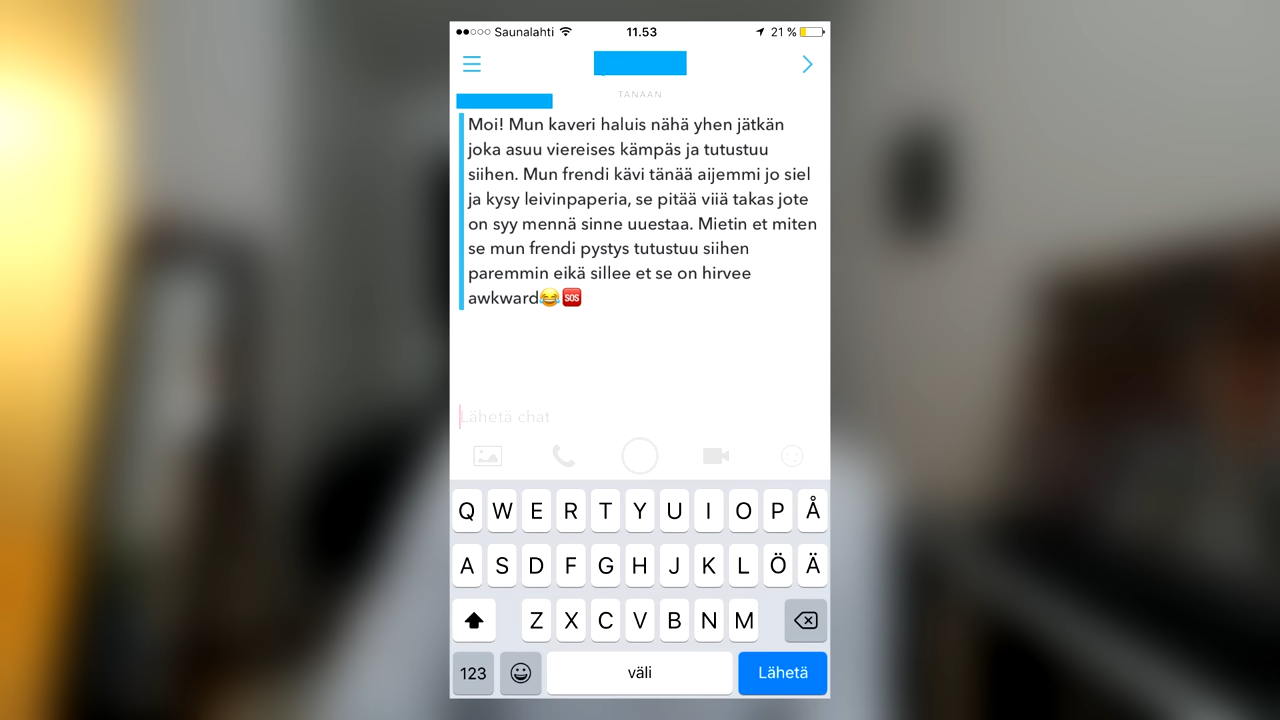 Saunalahti 11.53 21 %
TÄNÄÄN
Moi! Mun kaveri haluis nähä yhen jätkän
joka asuu viereises kämpäs ja tutustuu
siihen. Mun frendi kävi tänää aijemmi jo siel
ja kysy leivinpaperia, se pitää viiä takas jote
on syy mennä sinne uuestaa. Mietin et miten
se mun frendi pystys tutustuu siihen
paremmin eikä sillee et se on hirvee
awkward😂🆘
Lähetä chat
Q W E R T Y U I O P Å
A S D F G H J K L Ö Ä
Z X C V B N M
123 väli Lähetä